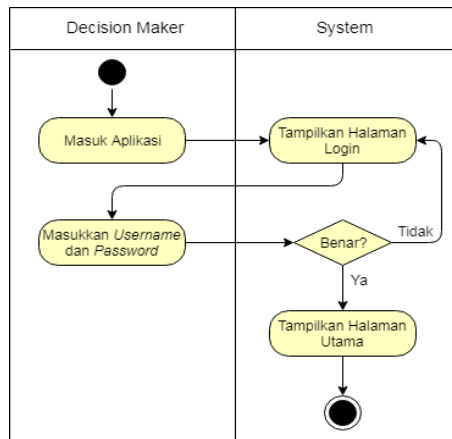 Decision Maker
System
Masuk Aplikasi
Tampilkan Halaman
Login
Masukkan Username
dan Password
Benar?
Tidak
Ya
Tampilkan Halaman
Utama